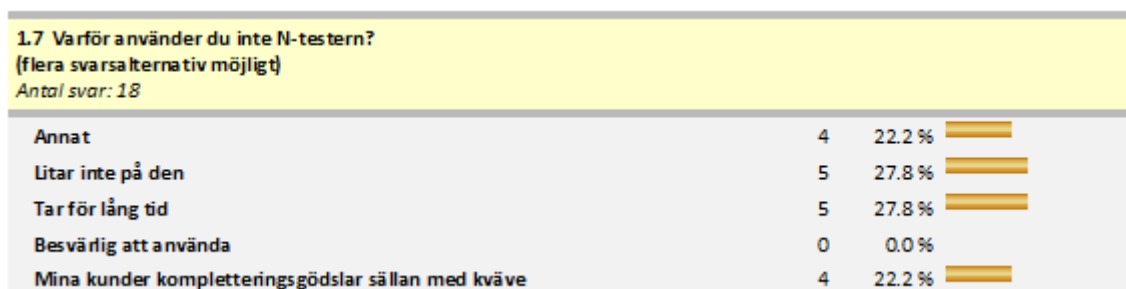 1.7 Varför använder du inte N-testern?
(flera svarsalternativ möjligt)
Antal svar: 18
Annat 4 22.2 %
Litar inte på den 5 27.8 %
Tar för lång tid 5 27.8 %
Besvärlig att använda 0 0.0 %
Mina kunder kompletteringsgödslar sällan med kväve 4 22.2 %